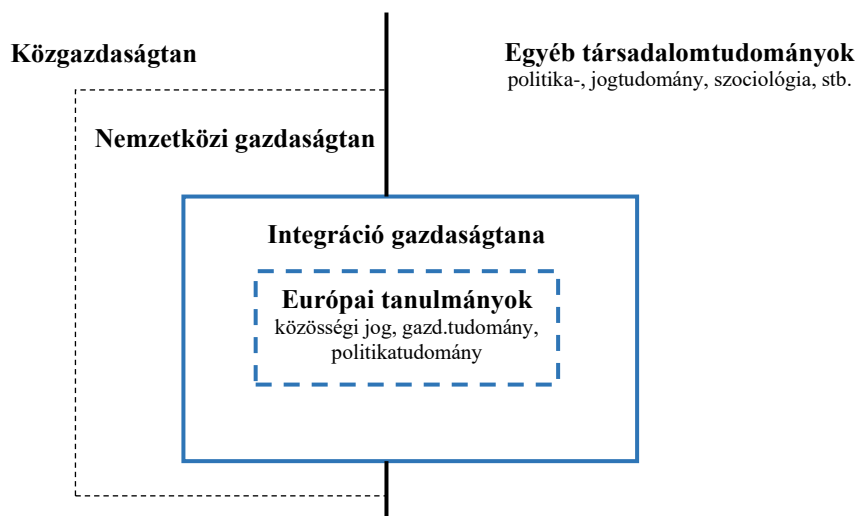 Közgazdaságtan
Egyéb társadalomtudományok
politika-, jogtudomány, szociológia, stb.
Nemzetközi gazdaságtan
Integráció gazdaságtana
Európai tanulmányok
közösségi jog, gazd.tudomány,
politikatudomány